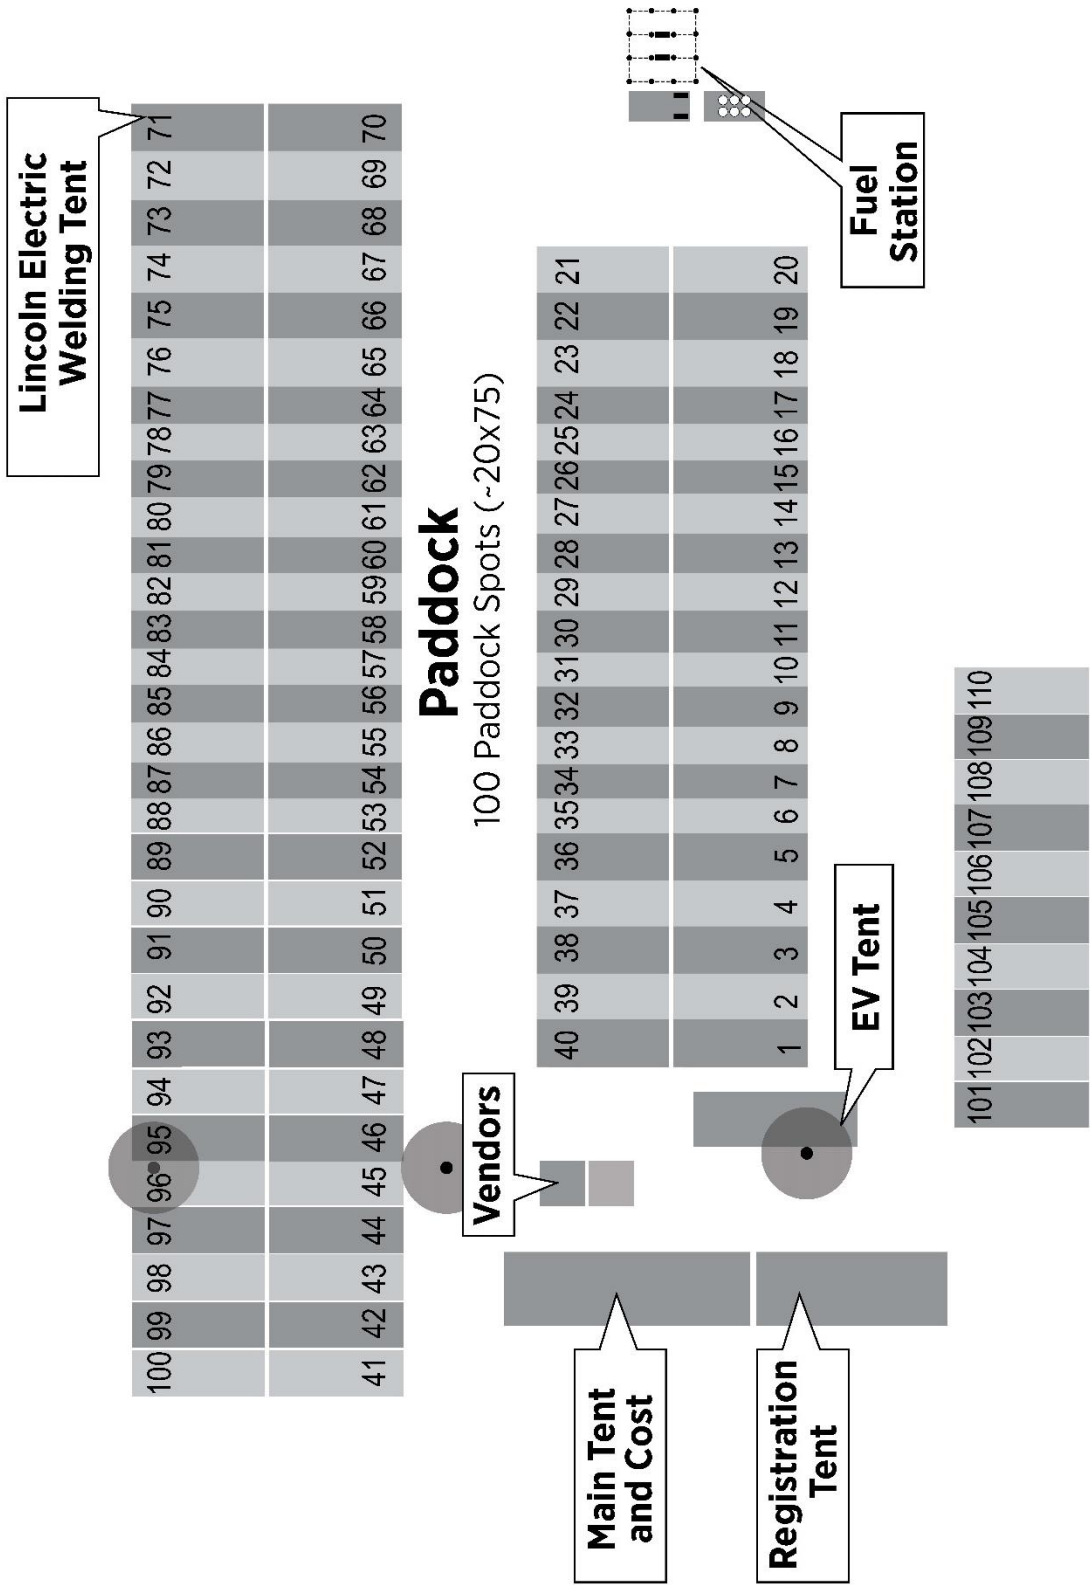 Lincoln Electric
Welding Tent
100 99 98 97 96 95 94 93 92 91 90 89 88 87 86 85 84 83 82 81 80 79 78 77 76 75 74 73 72 71
41 42 43 44 45 46 47 48 49 50 51 52 53 54 55 56 57 58 59 60 61 62 63 64 65 66 67 68 69 70
Paddock
100 Paddock Spots (~20x75)
Vendors
40 39 38 37 36 35 34 33 32 31 30 29 28 27 26 25 24 23 22 21
1 2 3 4 5 6 7 8 9 10 11 12 13 14 15 16 17 18 19 20
Main Tent
and Cost
Registration
Tent
EV Tent
Fuel
Station
101 102 103 104 105 106 107 108 109 110